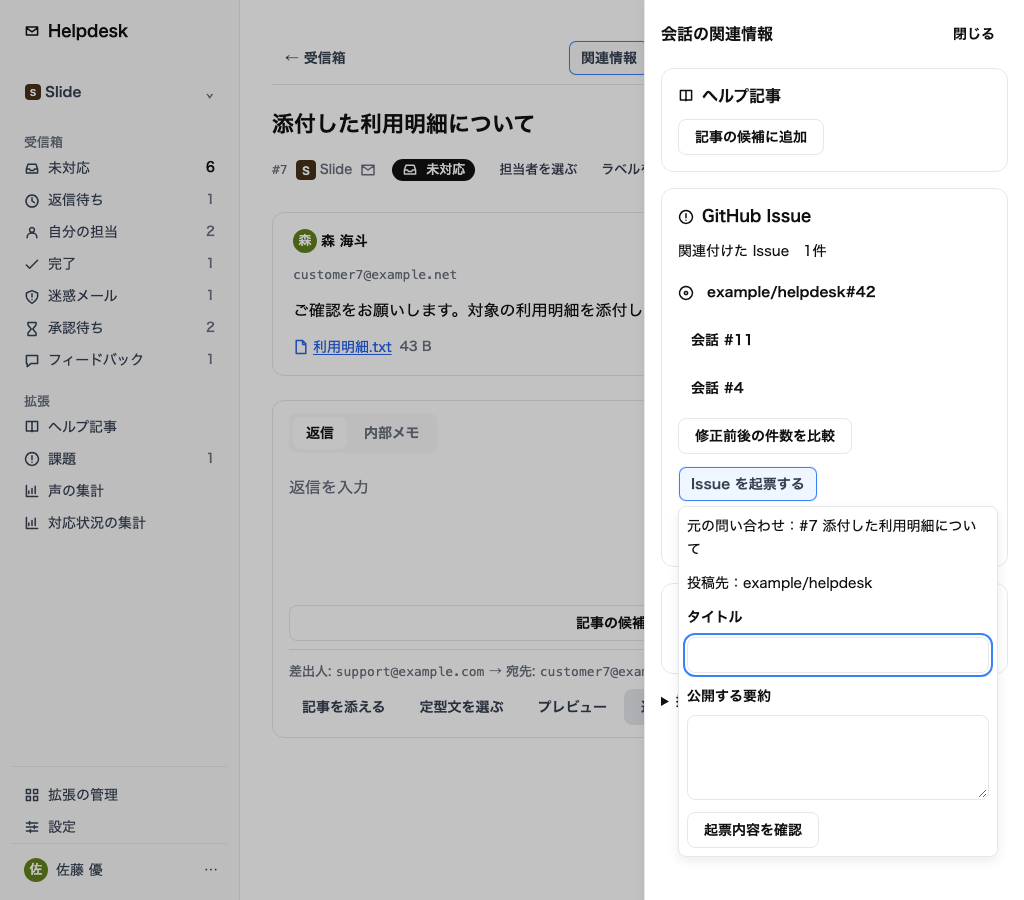 Helpdesk
S Slide
受信箱
未対応 6
返信待ち 1
自分の担当 2
完了 1
迷惑メール 1
承認待ち 2
フィードバック 1
拡張
ヘルプ記事
課題 1
声の集計
対応状況の集計
拡張の管理
設定
佐 佐藤 優 …
← 受信箱
関連情報
添付した利用明細について
#7 S Slide 未対応 担当者を選ぶ ラベル
森 森 海斗
customer7@example.net
ご確認をお願いします。対象の利用明細を添付し
利用明細.txt 43 B
返信 内部メモ
返信を入力
記事の候補
差出人: support@example.com → 宛先: customer7@exam
記事を添える 定型文を選ぶ プレビュー
会話の関連情報 閉じる
ヘルプ記事
記事の候補に追加
GitHub Issue
関連付けた Issue 1件
example/helpdesk#42
会話 #11
会話 #4
修正前後の件数を比較
Issue を起票する
元の問い合わせ：#7 添付した利用明細につい
て
投稿先：example/helpdesk
タイトル
公開する要約
起票内容を確認